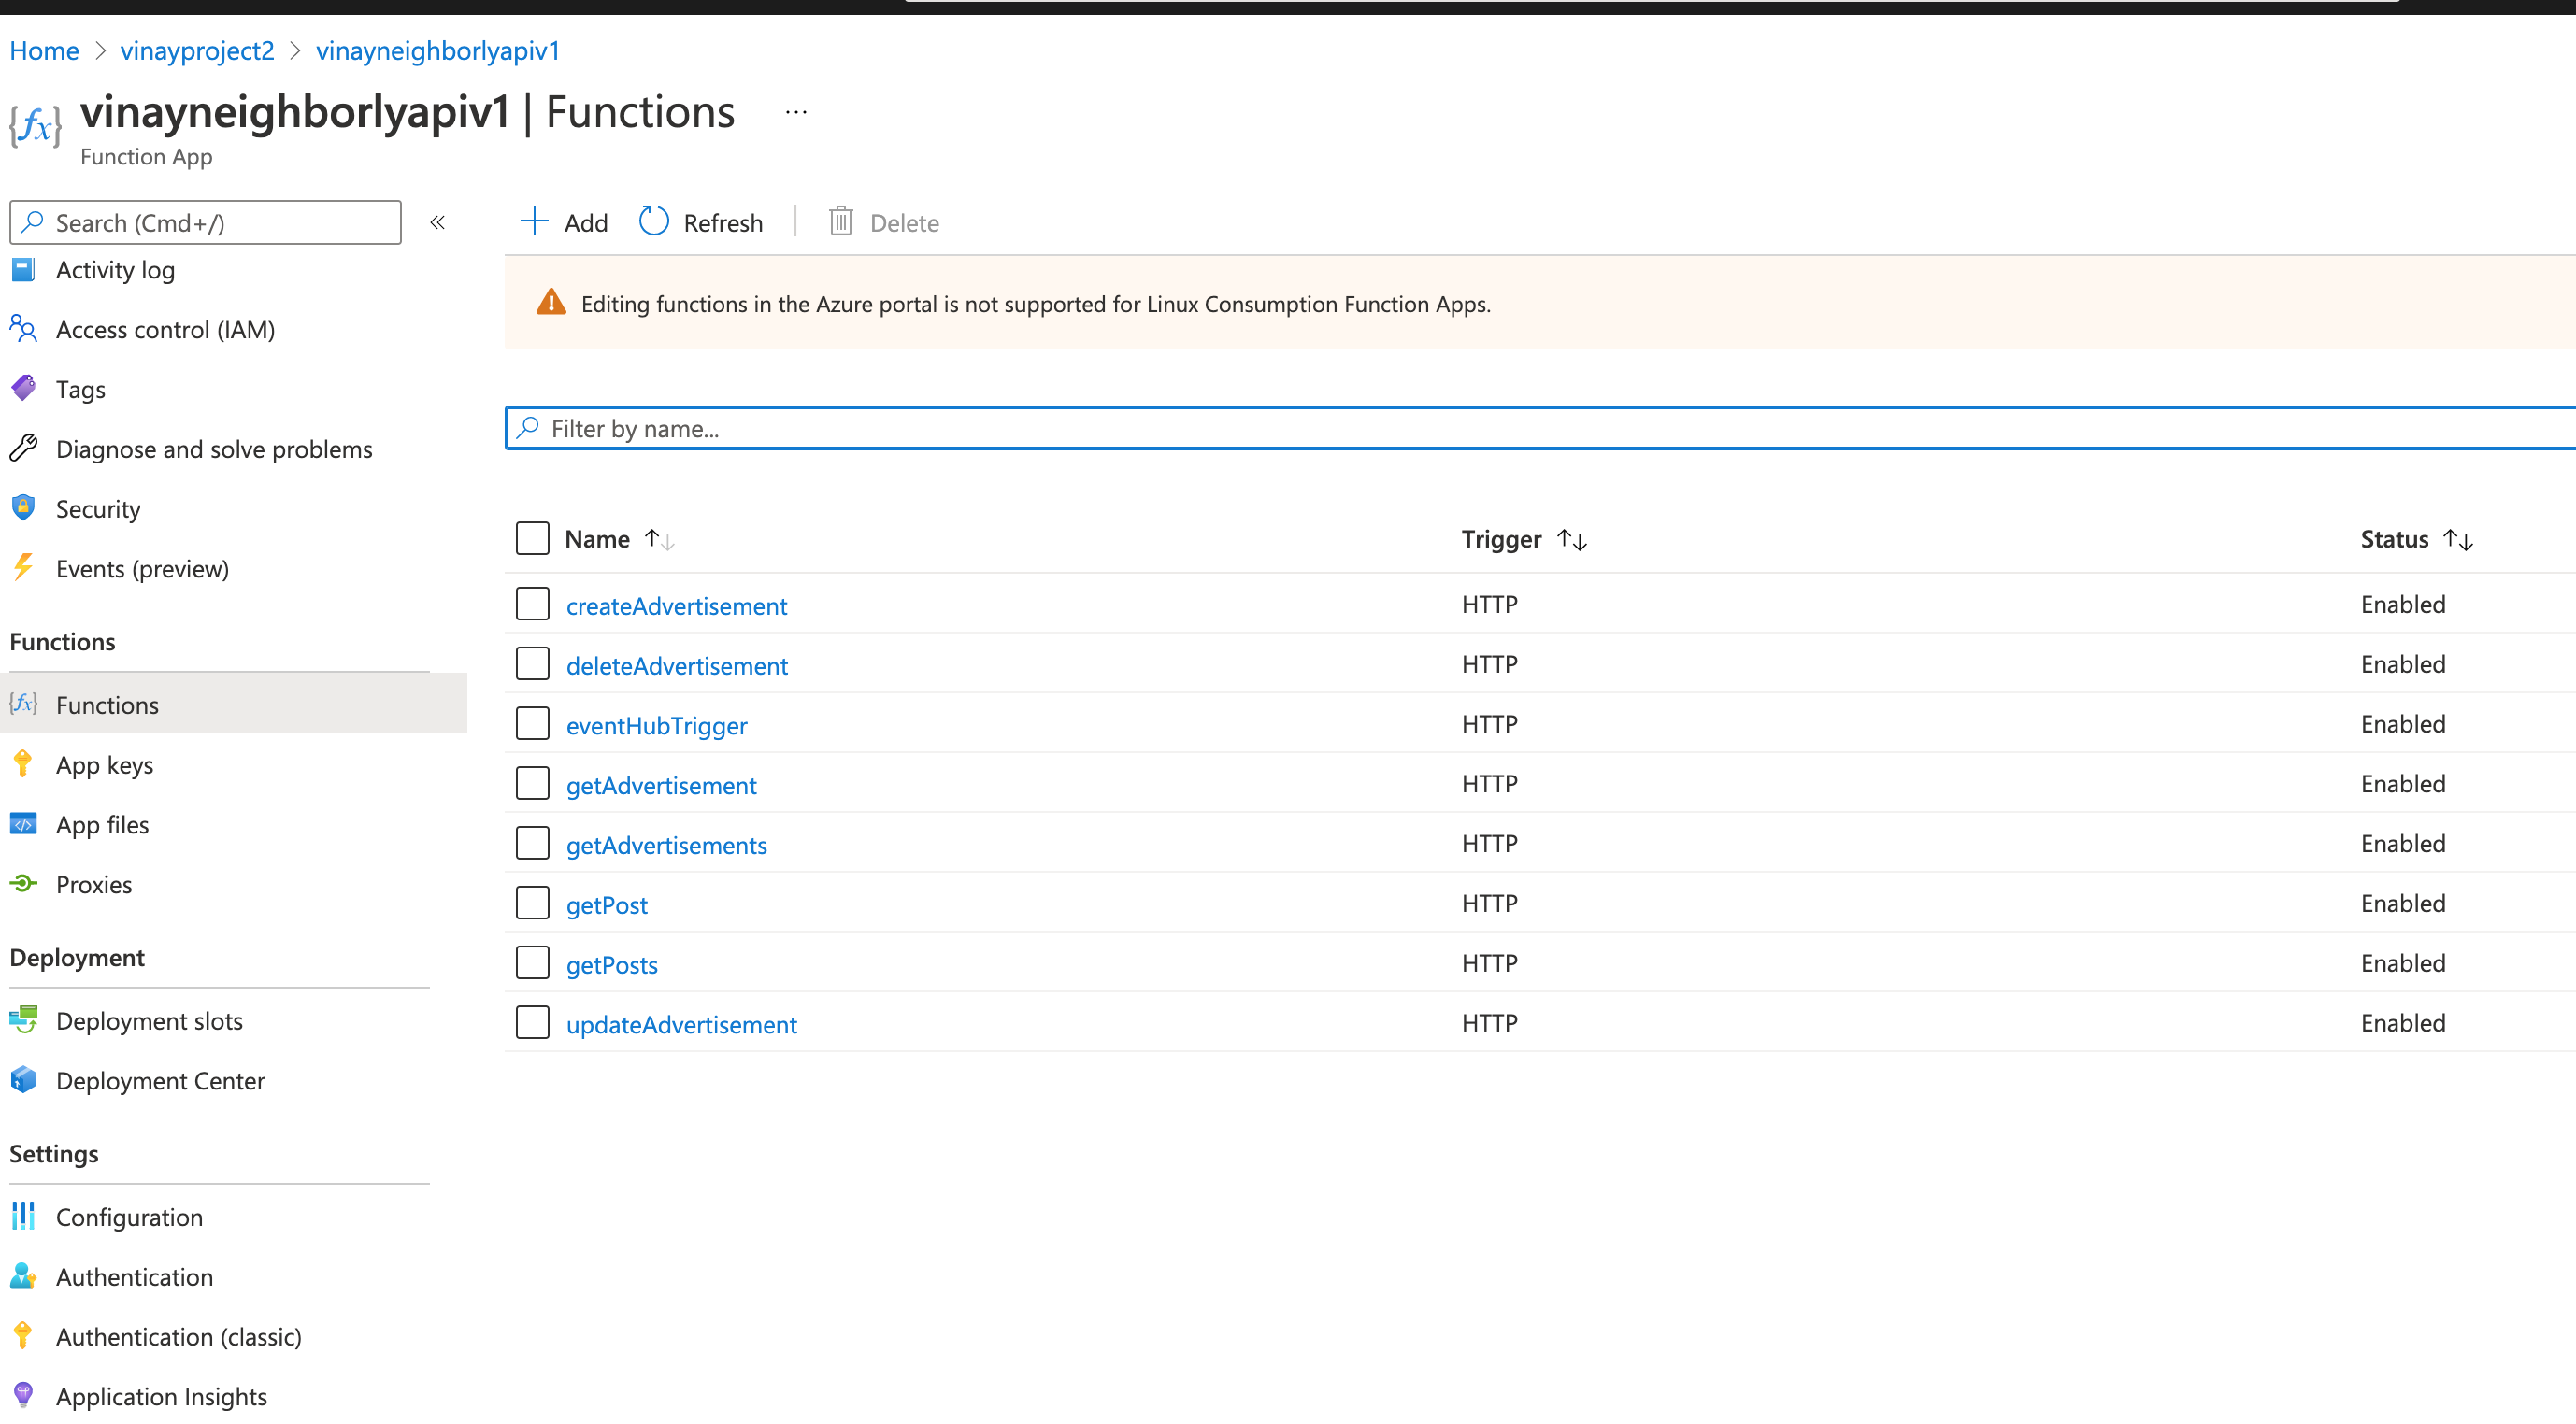 Home > vinayproject2 > vinayneighborlyapiv1
{fx} vinayneighborlyapiv1 | Functions ...
Function App
Search (Cmd+/)
«
Activity log
Access control (IAM)
Tags
Diagnose and solve problems
Security
Events (preview)
Functions
Functions
App keys
App files
Proxies
Deployment
Deployment slots
Deployment Center
Settings
Configuration
Authentication
Authentication (classic)
Application Insights
+ Add Refresh Delete
Editing functions in the Azure portal is not supported for Linux Consumption Function Apps.
Filter by name...
Name ↑↓ Trigger ↑↓ Status ↑↓
createAdvertisement HTTP Enabled
deleteAdvertisement HTTP Enabled
eventHubTrigger HTTP Enabled
getAdvertisement HTTP Enabled
getAdvertisements HTTP Enabled
getPost HTTP Enabled
getPosts HTTP Enabled
updateAdvertisement HTTP Enabled